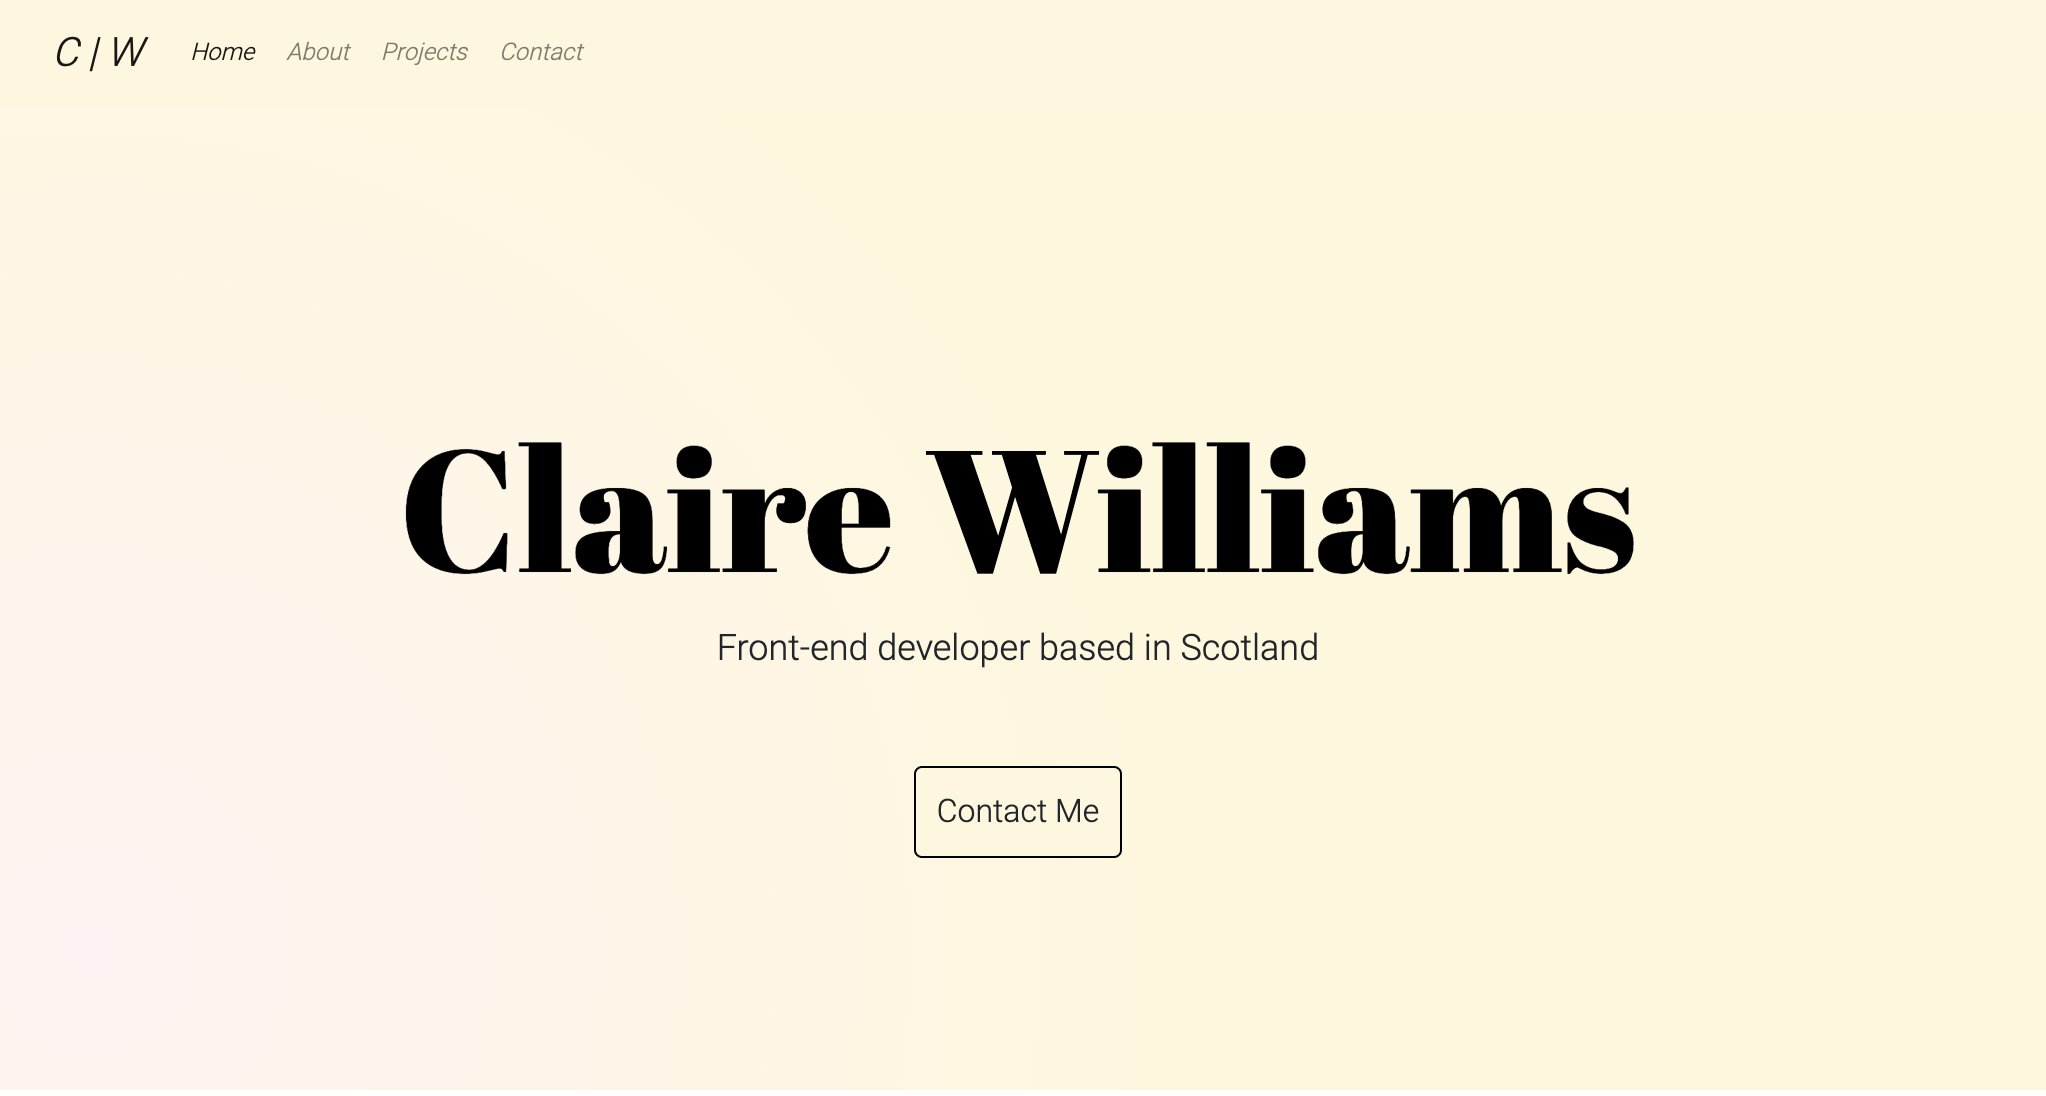 C | W Home About Projects Contact
Claire Williams
Front-end developer based in Scotland
Contact Me